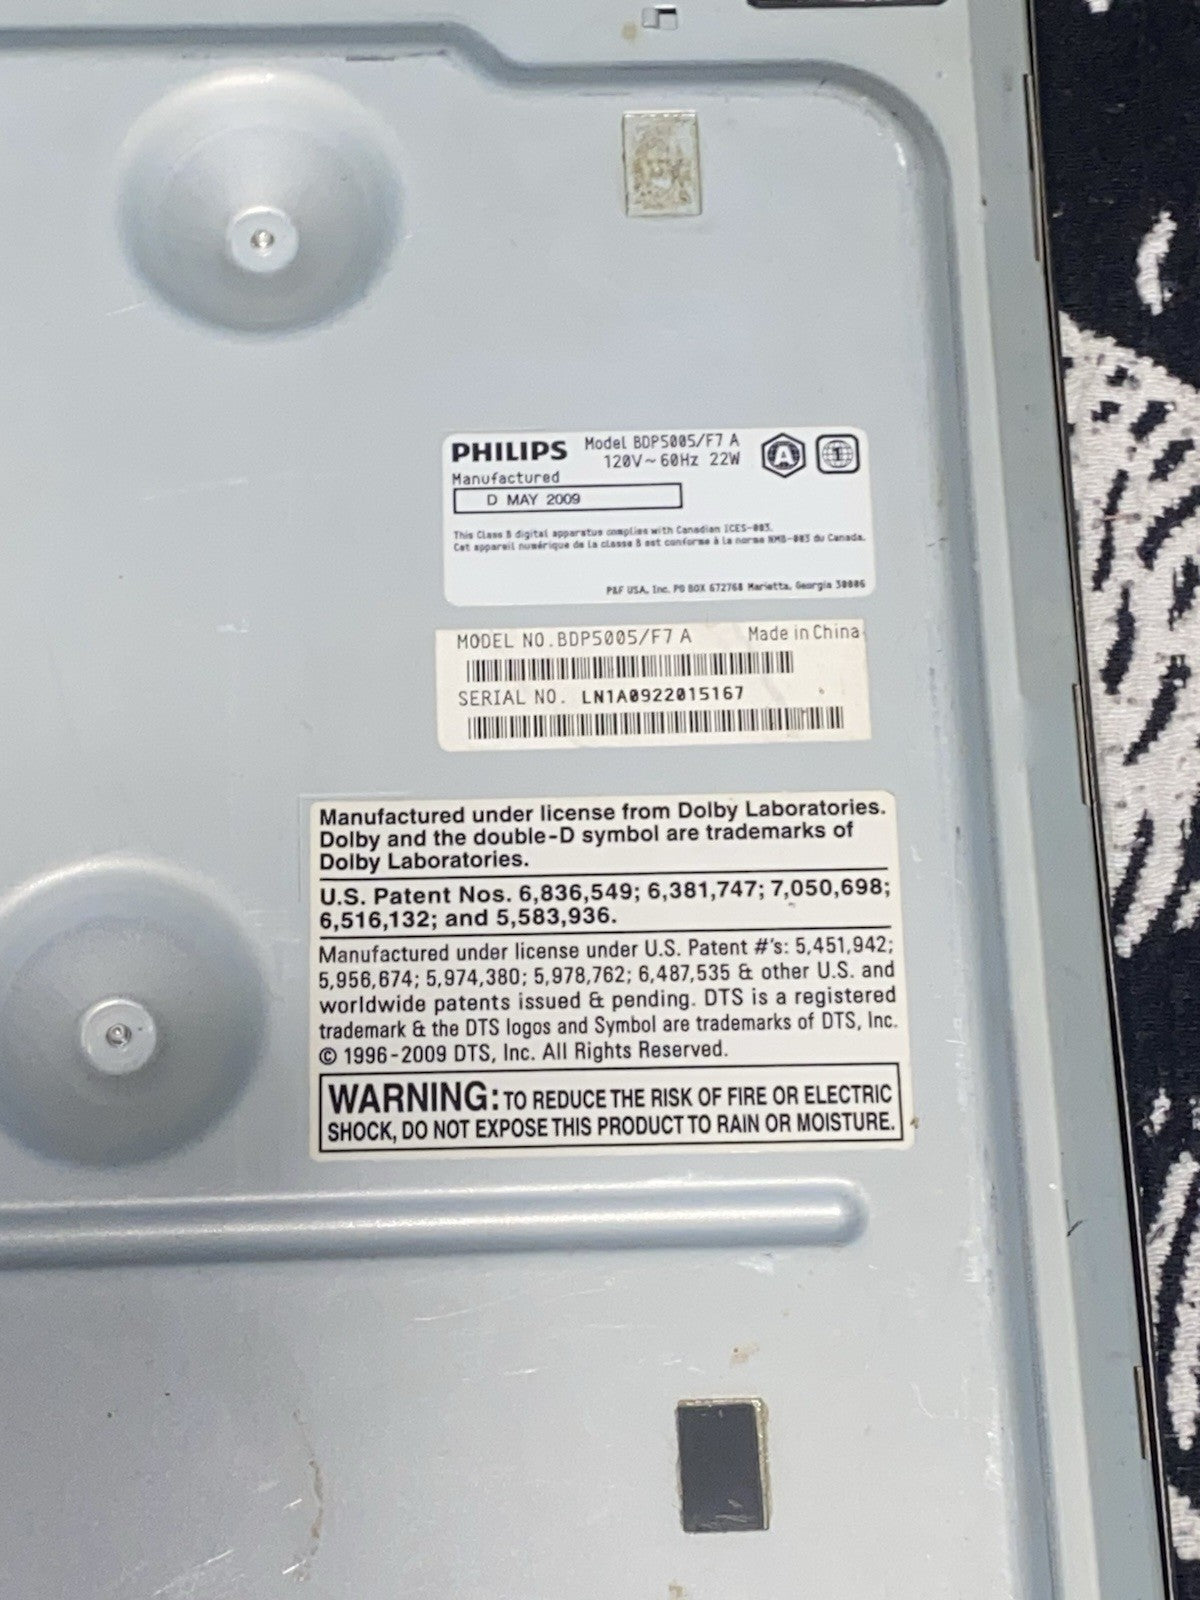 PHILIPS Model BDP5005/F7 A
120V~60Hz 22W
Manufactured
D MAY 2009
This Class B digital apparatus complies with Canadian ICES-003.
Cet appareil numérique de la classe B est conforme à la norme NMB-003 du Canada.
P&F USA, Inc. PO BOX 672768 Marietta, Georgia 30006
MODEL NO. BDP5005/F7 A Made in China
SERIAL NO. LN1A0922015167
Manufactured under license from Dolby Laboratories.
Dolby and the double-D symbol are trademarks of
Dolby Laboratories.
U.S. Patent Nos. 6,836,549; 6,381,747; 7,050,698;
6,516,132; and 5,583,936.
Manufactured under license under U.S. Patent #'s: 5,451,942;
5,956,674; 5,974,380; 5,978,762; 6,487,535 & other U.S. and
worldwide patents issued & pending. DTS is a registered
trademark & the DTS logos and Symbol are trademarks of DTS, Inc.
© 1996-2009 DTS, Inc. All Rights Reserved.
WARNING: TO REDUCE THE RISK OF FIRE OR ELECTRIC
SHOCK, DO NOT EXPOSE THIS PRODUCT TO RAIN OR MOISTURE.